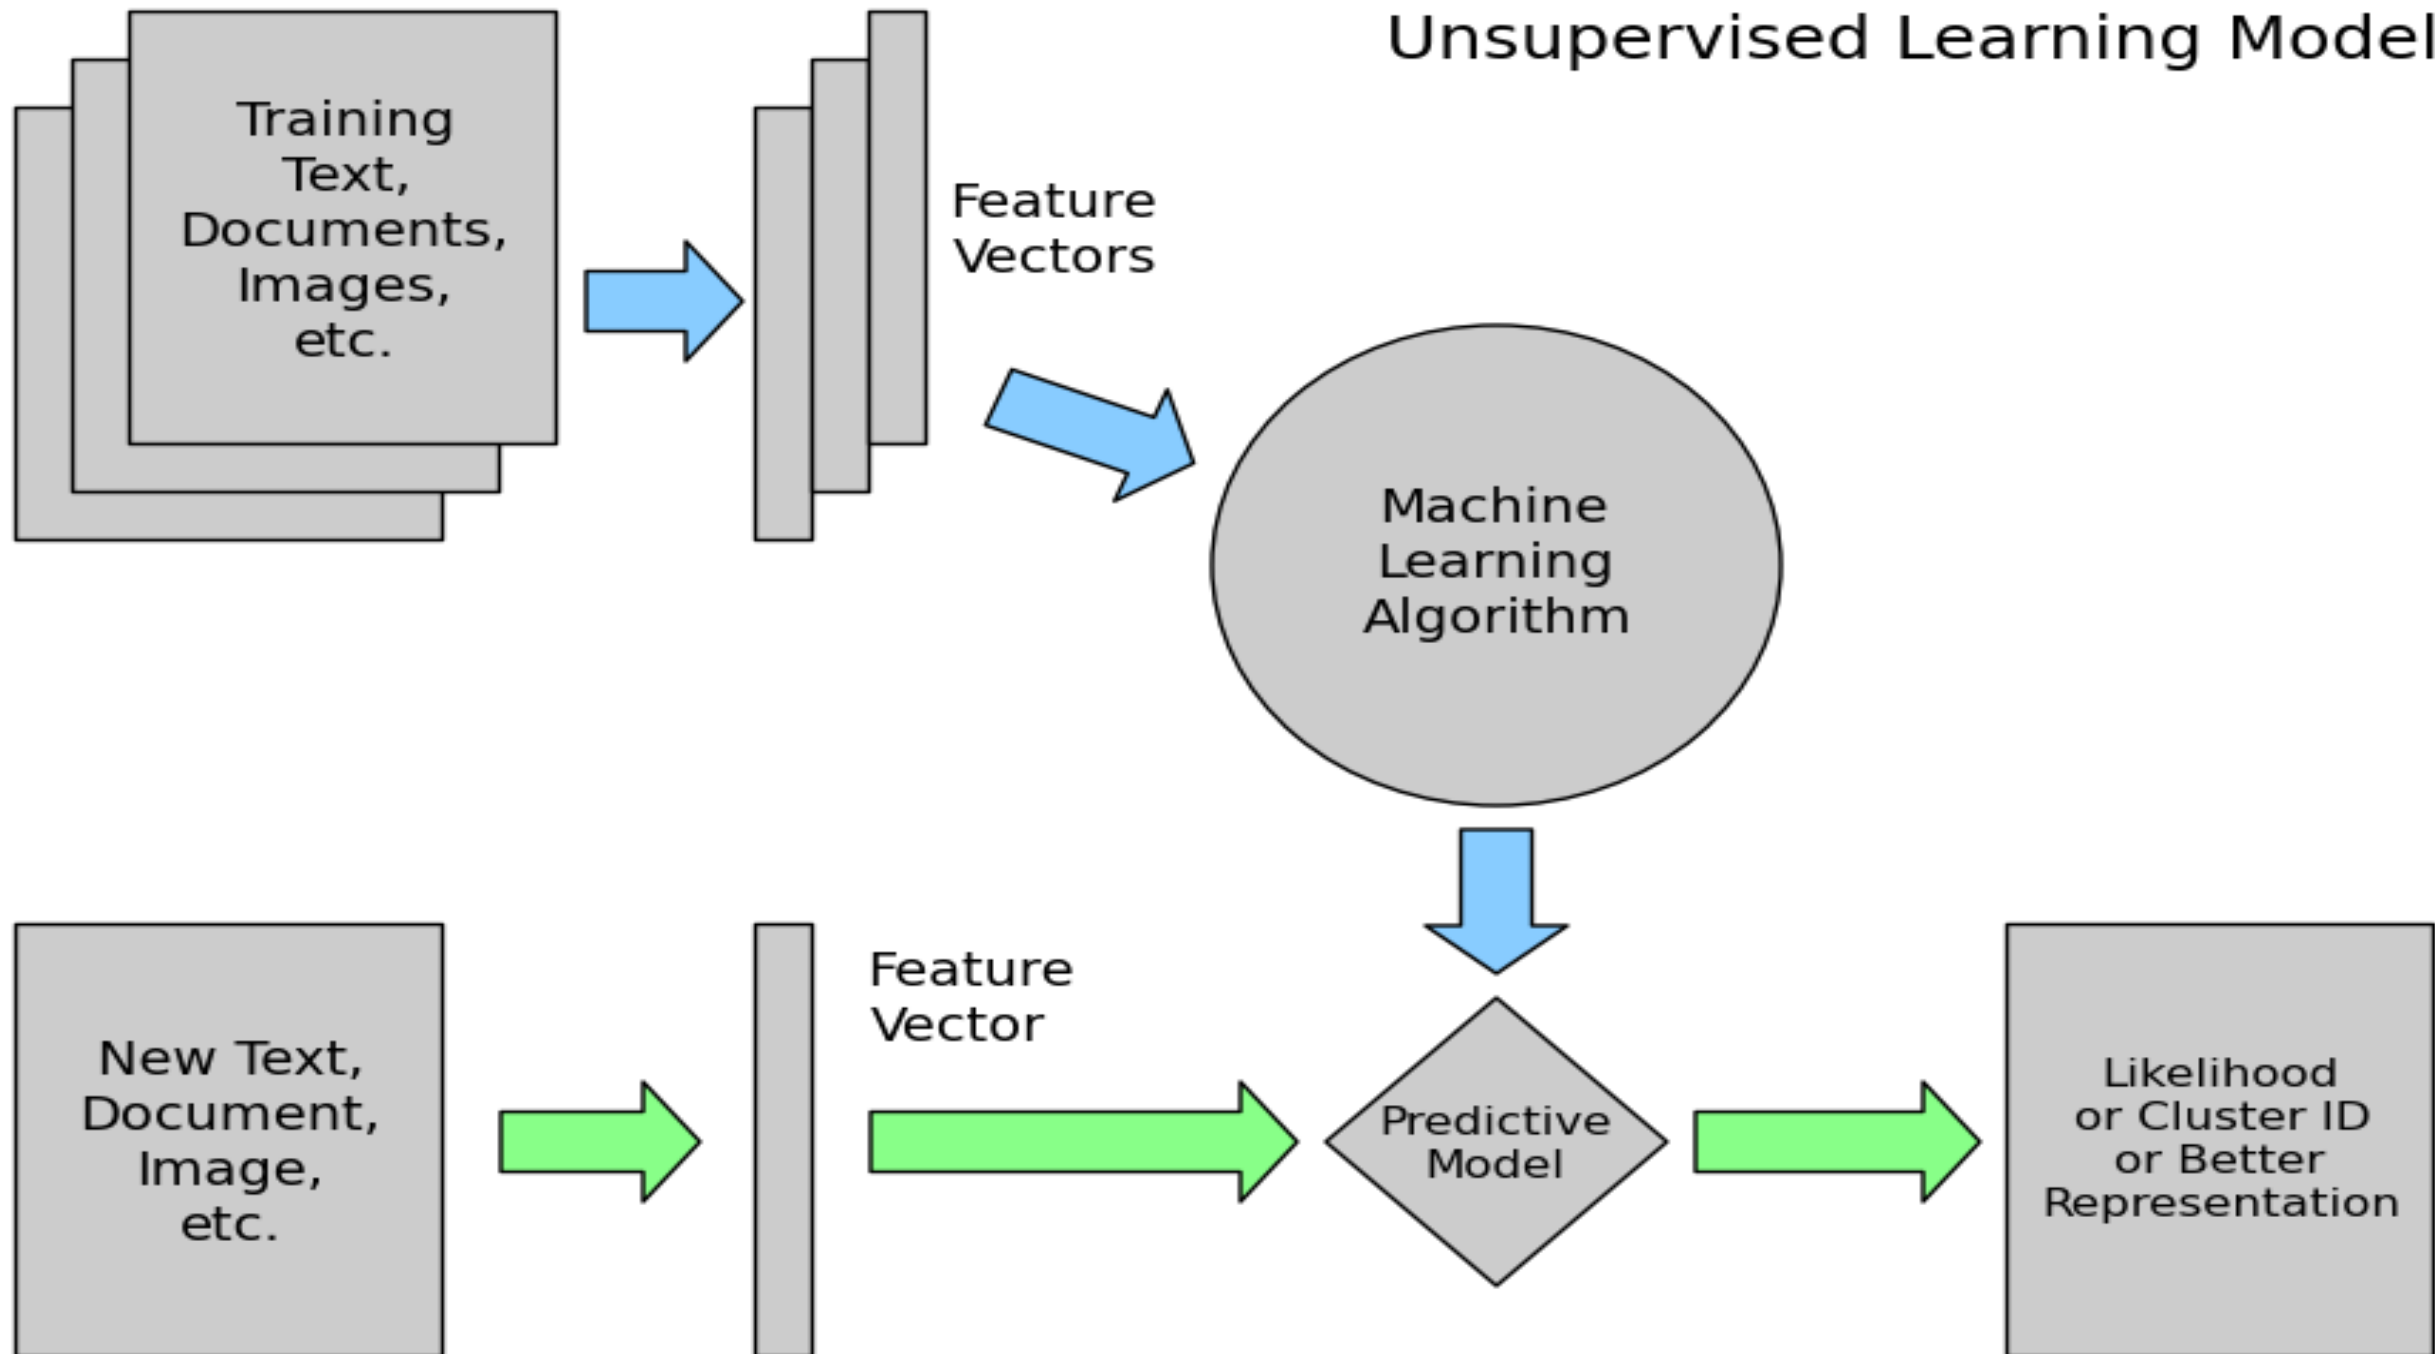 Unsupervised Learning Model
Training
Text,
Documents,
Images,
etc.
Feature
Vectors
Machine
Learning
Algorithm
New Text,
Document,
Image,
etc.
Feature
Vector
Predictive
Model
Likelihood
or Cluster ID
or Better
Representation